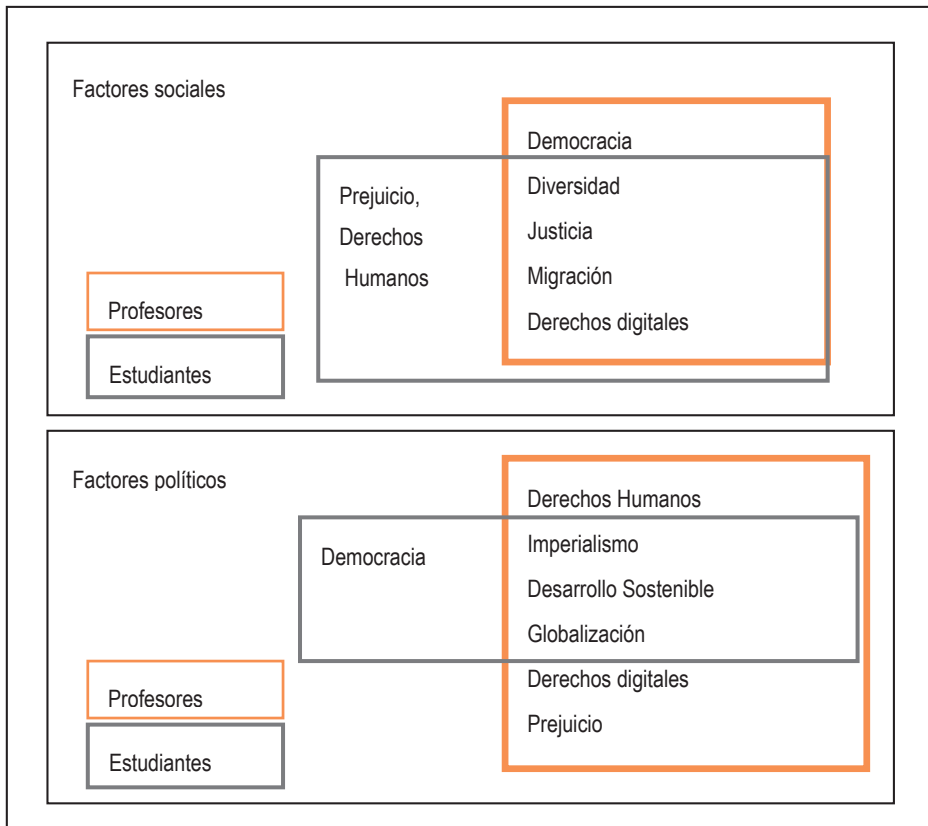 Factores sociales
Democracia
Prejuicio,
Derechos
Humanos
Diversidad
Justicia
Migración
Derechos digitales
Profesores
Estudiantes
Factores políticos
Derechos Humanos
Democracia
Imperialismo
Desarrollo Sostenible
Globalización
Derechos digitales
Prejuicio
Profesores
Estudiantes